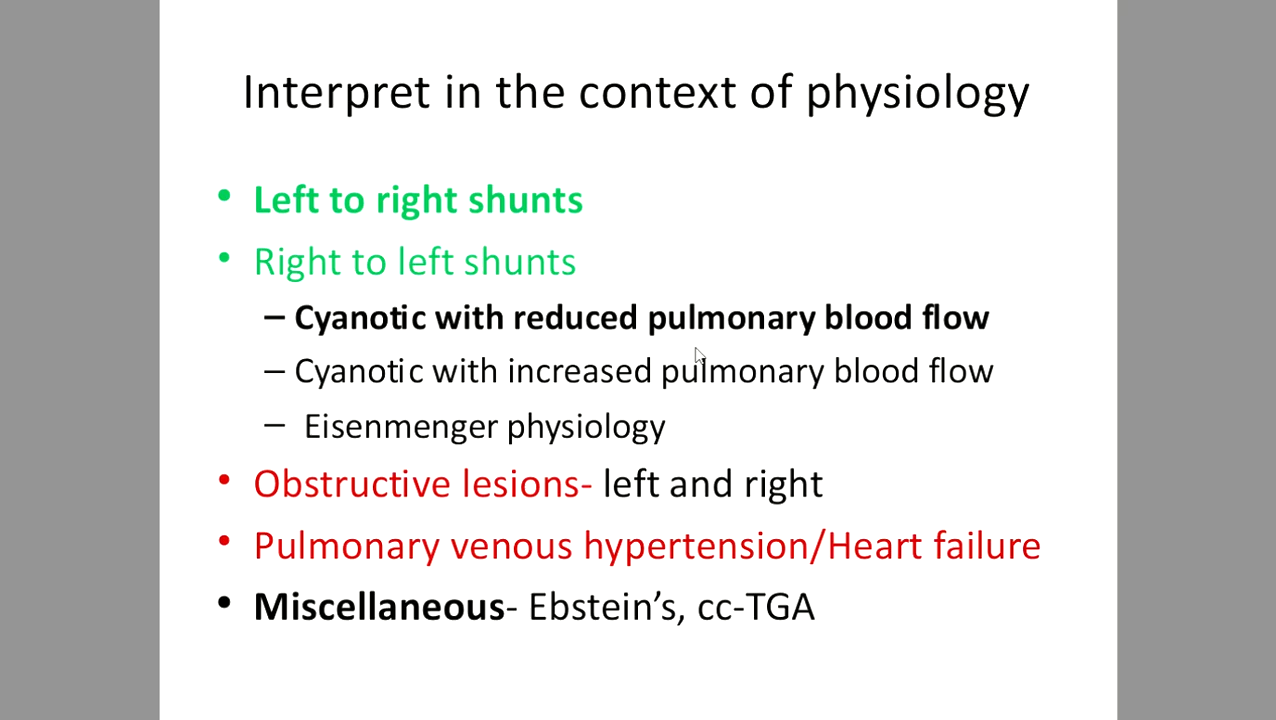 Interpret in the context of physiology
• Left to right shunts
• Right to left shunts
– Cyanotic with reduced pulmonary blood flow
– Cyanotic with increased pulmonary blood flow
– Eisenmenger physiology
• Obstructive lesions- left and right
• Pulmonary venous hypertension/Heart failure
• Miscellaneous- Ebstein’s, cc-TGA